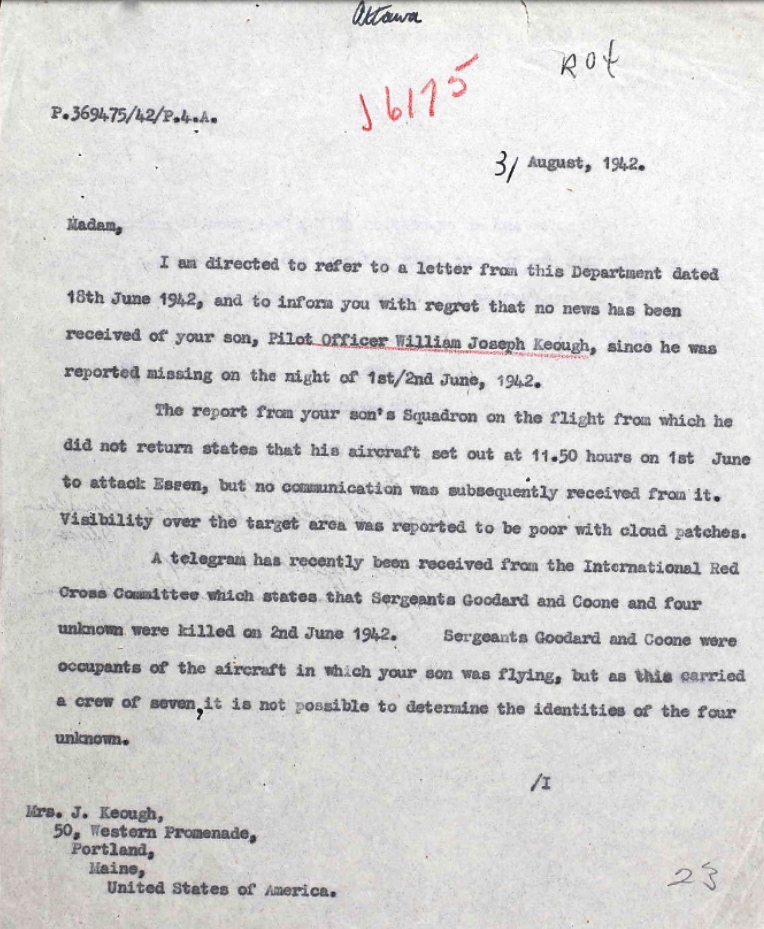 Ottawa
J6175
P.369475/42/P.4.A.
31 August, 1942.
Madam,
I am directed to refer to a letter from this Department dated
18th June 1942, and to inform you with regret that no news has been
received of your son, Pilot Officer William Joseph Keough, since he was
reported missing on the night of 1st/2nd June, 1942.
The report from your son's Squadron on the flight from which he
did not return states that his aircraft set out at 11.50 hours on 1st June
to attack Essen, but no communication was subsequently received from it.
Visibility over the target area was reported to be poor with cloud patches.
A telegram has recently been received from the International Red
Cross Committee which states that Sergeants Goodard and Coone and four
unknown were killed on 2nd June 1942. Sergeants Goodard and Coone were
occupants of the aircraft in which your son was flying, but as this carried
a crew of seven, it is not possible to determine the identities of the four
unknown.
/I
Mrs. J. Keough,
50, Western Promenade,
Portland,
Maine,
United States of America.
23